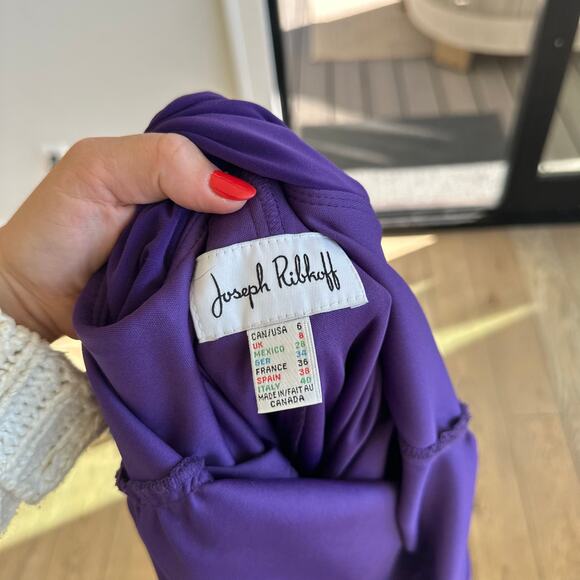 Joseph Ribkoff
CAN/USA 6
UK 8
MEXICO 28
GER 34
FRANCE 36
SPAIN 38
ITALY 40
MADE IN/FAIT AU
CANADA